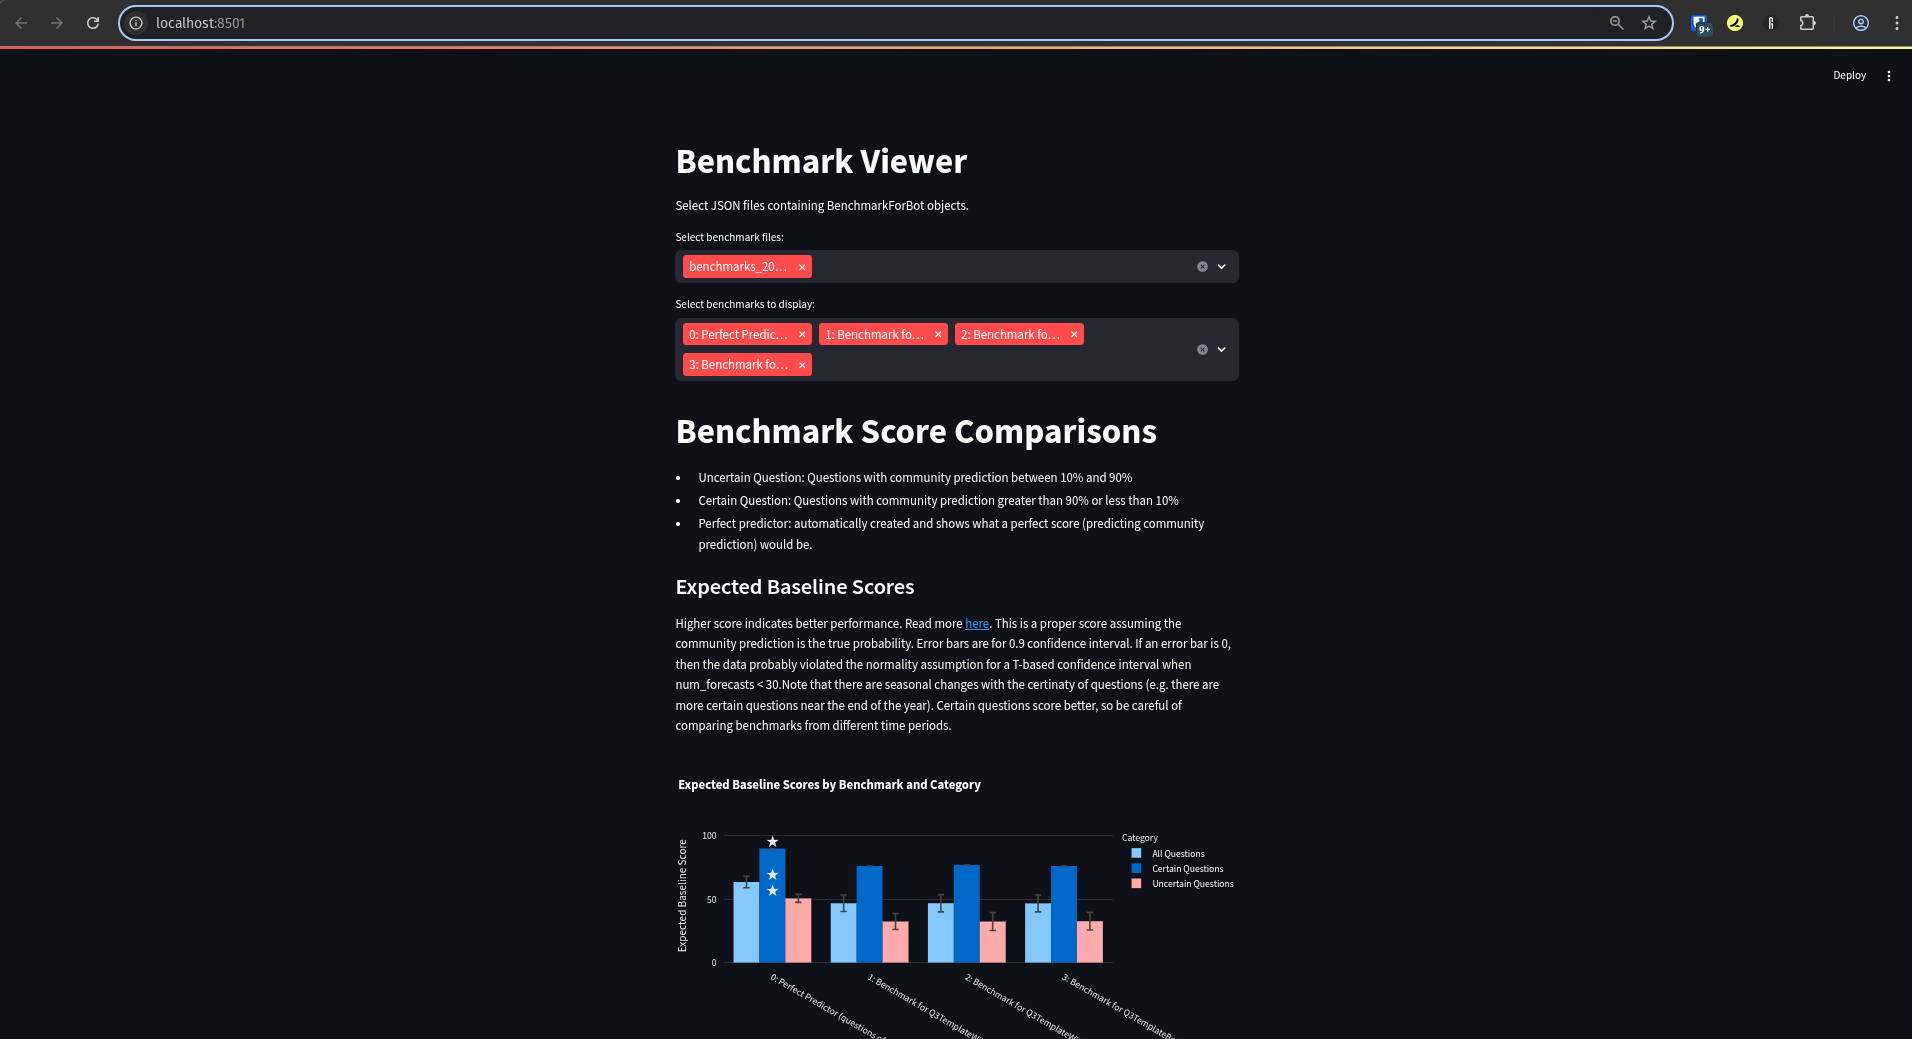 localhost:8501
9+
Deploy
Benchmark Viewer
Select JSON files containing BenchmarkForBot objects.
Select benchmark files:
benchmarks_20...
Select benchmarks to display:
0: Perfect Predic... 1: Benchmark fo... 2: Benchmark fo...
3: Benchmark fo...
Benchmark Score Comparisons
• Uncertain Question: Questions with community prediction between 10% and 90%
• Certain Question: Questions with community prediction greater than 90% or less than 10%
• Perfect predictor: automatically created and shows what a perfect score (predicting community
prediction) would be.
Expected Baseline Scores
Higher score indicates better performance. Read more here. This is a proper score assuming the
community prediction is the true probability. Error bars are for 0.9 confidence interval. If an error bar is 0,
then the data probably violated the normality assumption for a T-based confidence interval when
num_forecasts < 30.Note that there are seasonal changes with the certinaty of questions (e.g. there are
more certain questions near the end of the year). Certain questions score better, so be careful of
comparing benchmarks from different time periods.
Expected Baseline Scores by Benchmark and Category
Expected Baseline Score
100
50
0
Category
All Questions
Certain Questions
Uncertain Questions
0: Perfect Predictor (questions
1: Benchmark for Q3TemplateWi
2: Benchmark for Q3TemplateWi
3: Benchmark for Q3TemplateB